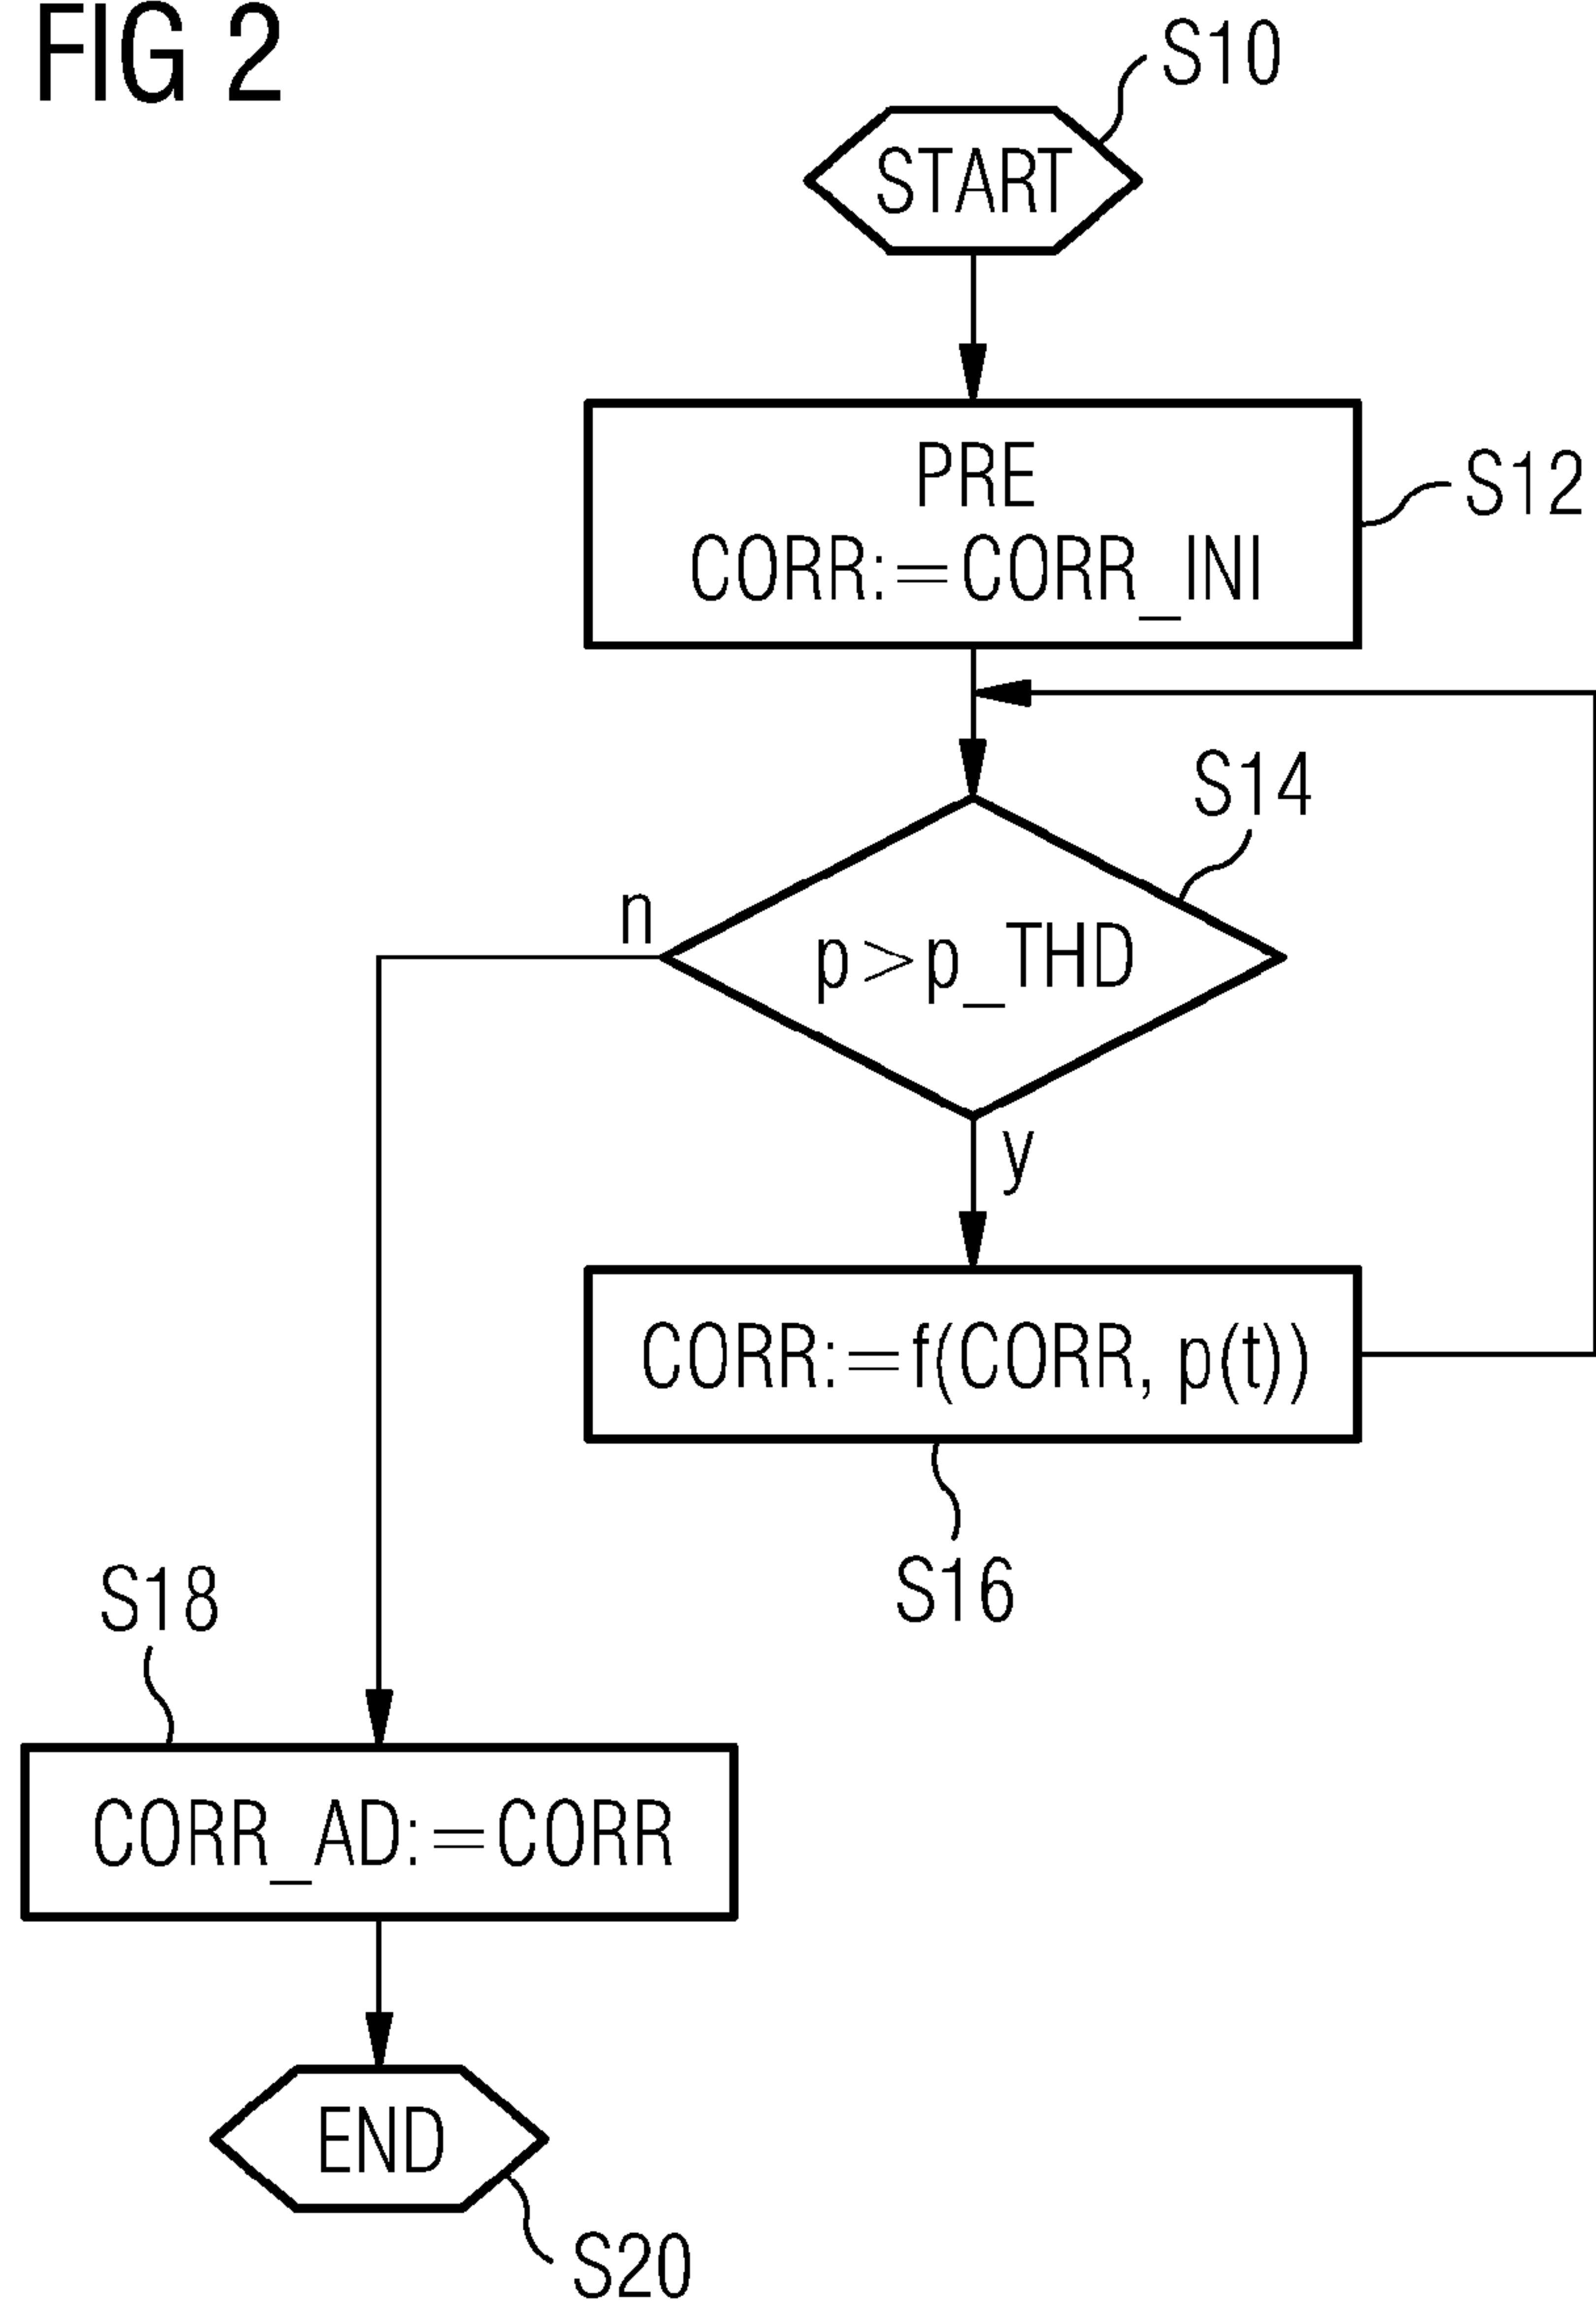 FIG 2
S10
START
PRE
CORR:=CORR_INI
S12
S14
n
p>p_THD
y
CORR:=f(CORR, p(t))
S16
S18
CORR_AD:=CORR
END
S20